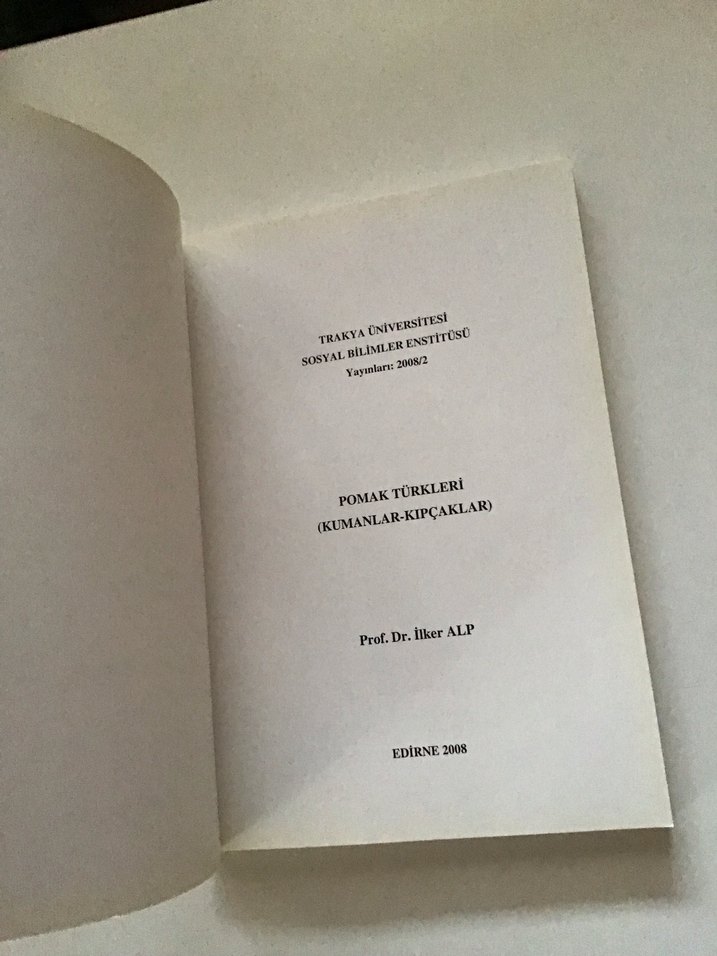 TRAKYA ÜNİVERSİTESİ
SOSYAL BİLİMLER ENSTİTÜSÜ
Yayınları: 2008/2
POMAK TÜRKLERİ
(KUMANLAR-KIPÇAKLAR)
Prof. Dr. İlker ALP
EDİRNE 2008